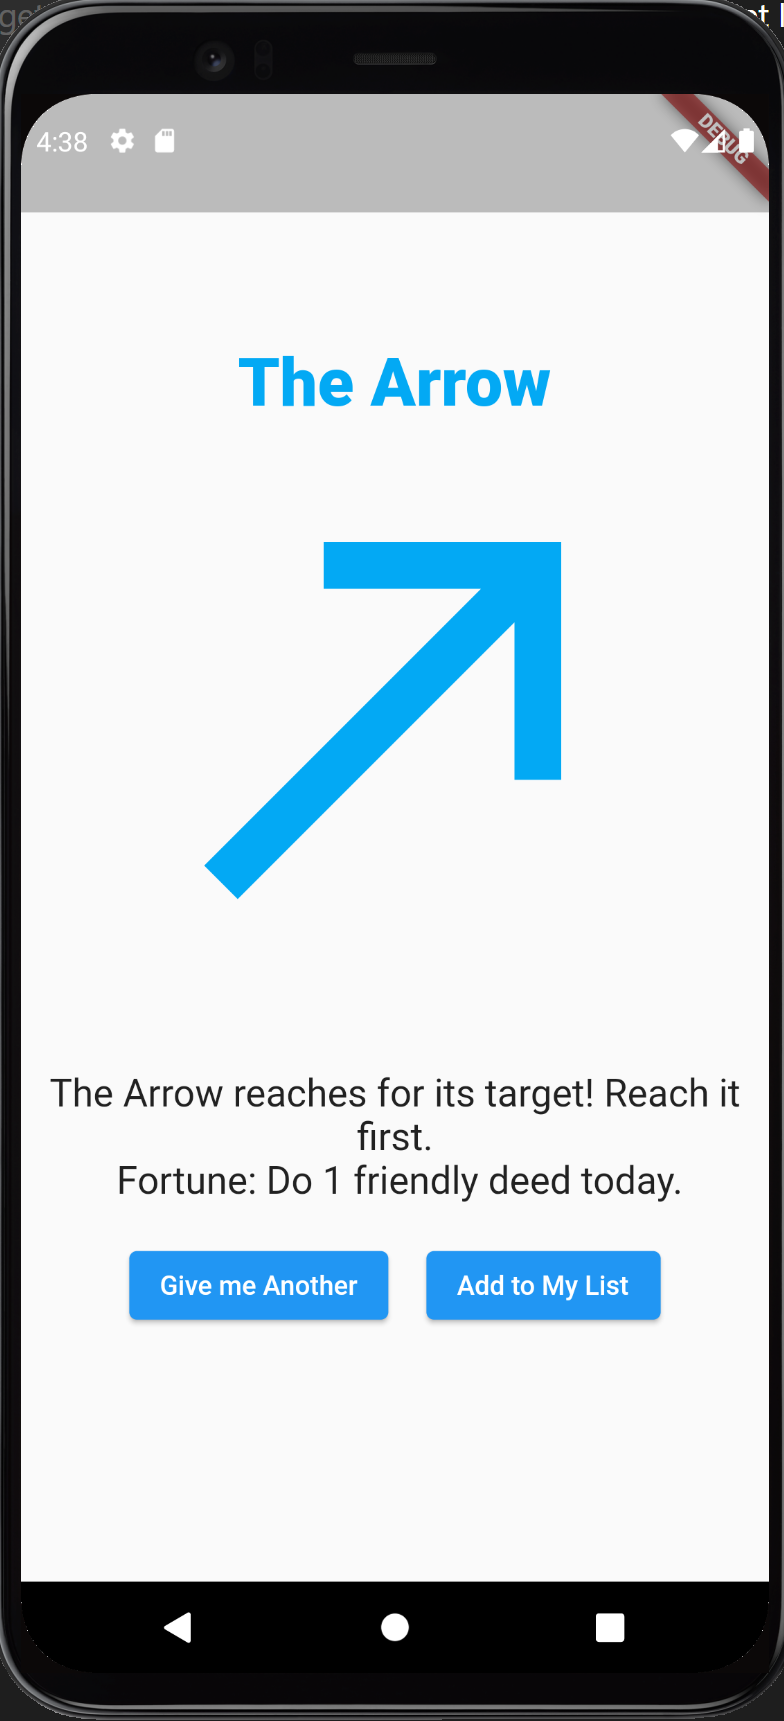 4:38
DEBUG
The Arrow
The Arrow reaches for its target! Reach it
first.
Fortune: Do 1 friendly deed today.
Give me Another
Add to My List